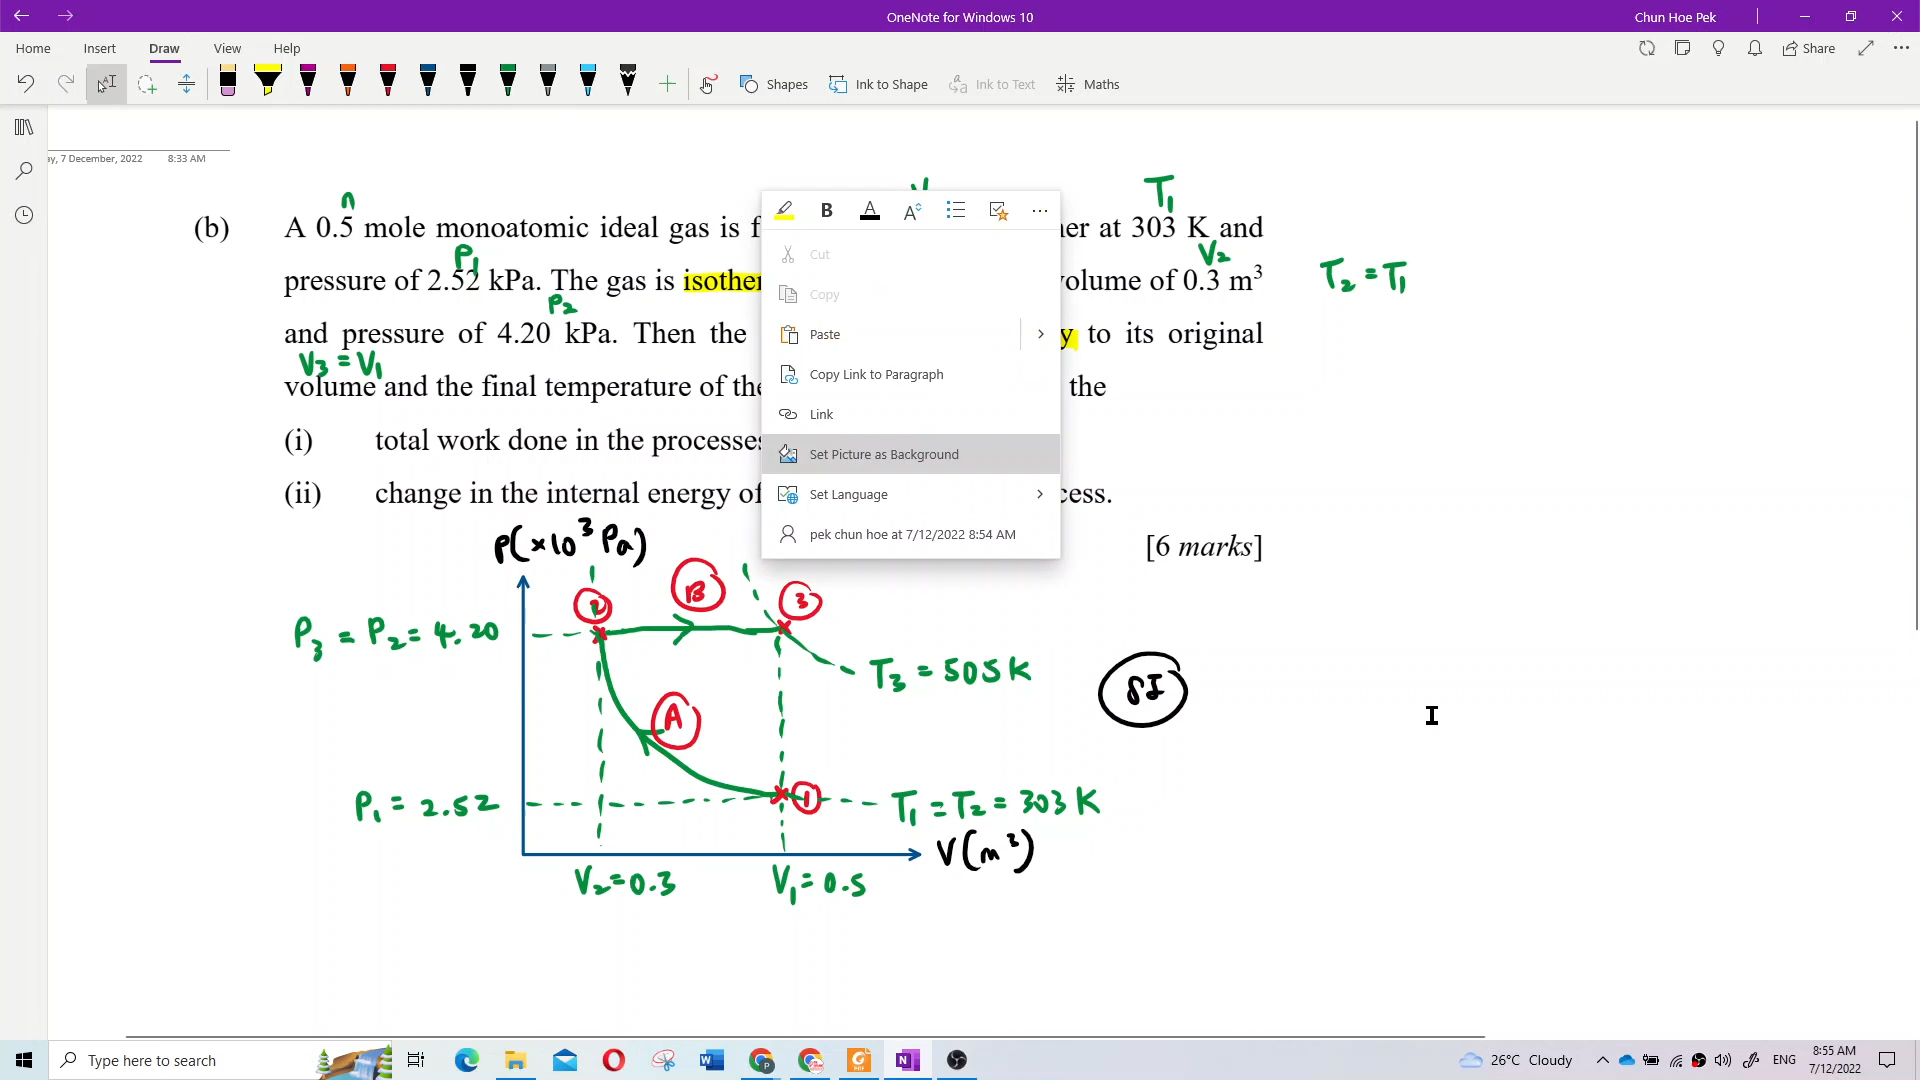 OneNote for Windows 10
Chun Hoe Pek
Home Insert Draw View Help
Share
Shapes Ink to Shape Ink to Text Maths
ay, 7 December, 2022 8:33 AM
n T₁
(b) A 0.5 mole monoatomic ideal gas is f her at 303 K and
P₁ V₂
pressure of 2.52 kPa. The gas is isother olume of 0.3 m³ T₂ = T₁
P₂
and pressure of 4.20 kPa. Then the y to its original
V₃ = V₁
volume and the final temperature of the the
(i) total work done in the processes
(ii) change in the internal energy of cess.
[6 marks]
Cut
Copy
Paste
Copy Link to Paragraph
Link
Set Picture as Background
Set Language
pek chun hoe at 7/12/2022 8:54 AM
P(×10³ Pa)
2 B 3
P₃ = P₂ = 4.20
T₃ = 505 K
A
P₁ = 2.52
1
T₁ = T₂ = 303 K
V(m³)
V₂ = 0.3 V₁ = 0.5
Type here to search
26°C Cloudy
ENG
8:55 AM
7/12/2022